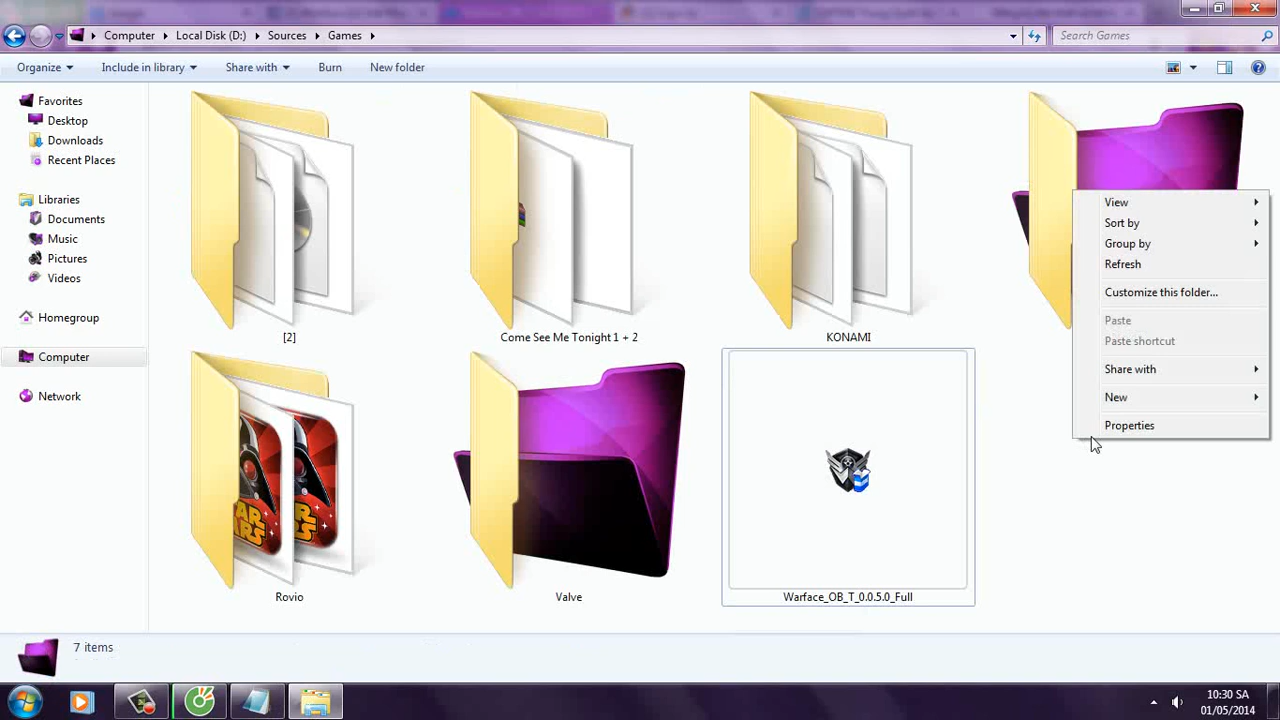 Computer Local Disk (D:) Sources Games
Search Games
Organize Include in library Share with Burn New folder
Favorites
Desktop
Downloads
Recent Places
Libraries
Documents
Music
Pictures
Videos
Homegroup
Computer
Network
[2]
Come See Me Tonight 1 + 2
KONAMI
Rovio
Valve
Warface_OB_T_0.0.5.0_Full
View
Sort by
Group by
Refresh
Customize this folder...
Paste
Paste shortcut
Share with
New
Properties
7 items
10:30 SA
01/05/2014